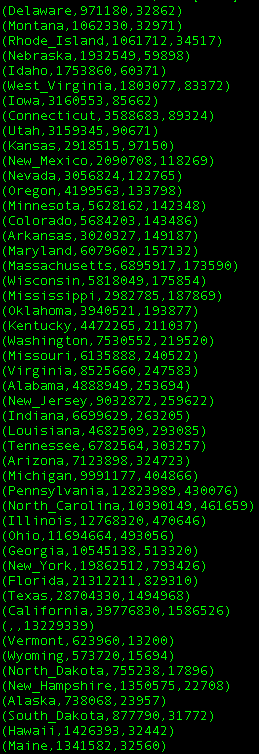 (Delaware,971180,32862)
(Montana,1062330,32971)
(Rhode_Island,1061712,34517)
(Nebraska,1932549,59898)
(Idaho,1753860,60371)
(West_Virginia,1803077,83372)
(Iowa,3160553,85662)
(Connecticut,3588683,89324)
(Utah,3159345,90671)
(Kansas,2918515,97150)
(New_Mexico,2090708,118269)
(Nevada,3056824,122765)
(Oregon,4199563,133798)
(Minnesota,5628162,142348)
(Colorado,5684203,143486)
(Arkansas,3020327,149187)
(Maryland,6079602,157132)
(Massachusetts,6895917,173590)
(Wisconsin,5818049,175854)
(Mississippi,2982785,187869)
(Oklahoma,3940521,193877)
(Kentucky,4472265,211037)
(Washington,7530552,219520)
(Missouri,6135888,240522)
(Virginia,8525660,247583)
(Alabama,4888949,253694)
(New_Jersey,9032872,259622)
(Indiana,6699629,263205)
(Louisiana,4682509,293085)
(Tennessee,6782564,303257)
(Arizona,7123898,324723)
(Michigan,9991177,404866)
(Pennsylvania,12823989,430076)
(North_Carolina,10390149,461659)
(Illinois,12768320,470646)
(Ohio,11694664,493056)
(Georgia,10545138,513320)
(New_York,19862512,793426)
(Florida,21312211,829310)
(Texas,28704330,1494968)
(California,39776830,1586526)
(,,13229339)
(Vermont,623960,13200)
(Wyoming,573720,15694)
(North_Dakota,755238,17896)
(New_Hampshire,1350575,22708)
(Alaska,738068,23957)
(South_Dakota,877790,31772)
(Hawaii,1426393,32442)
(Maine,1341582,32560)